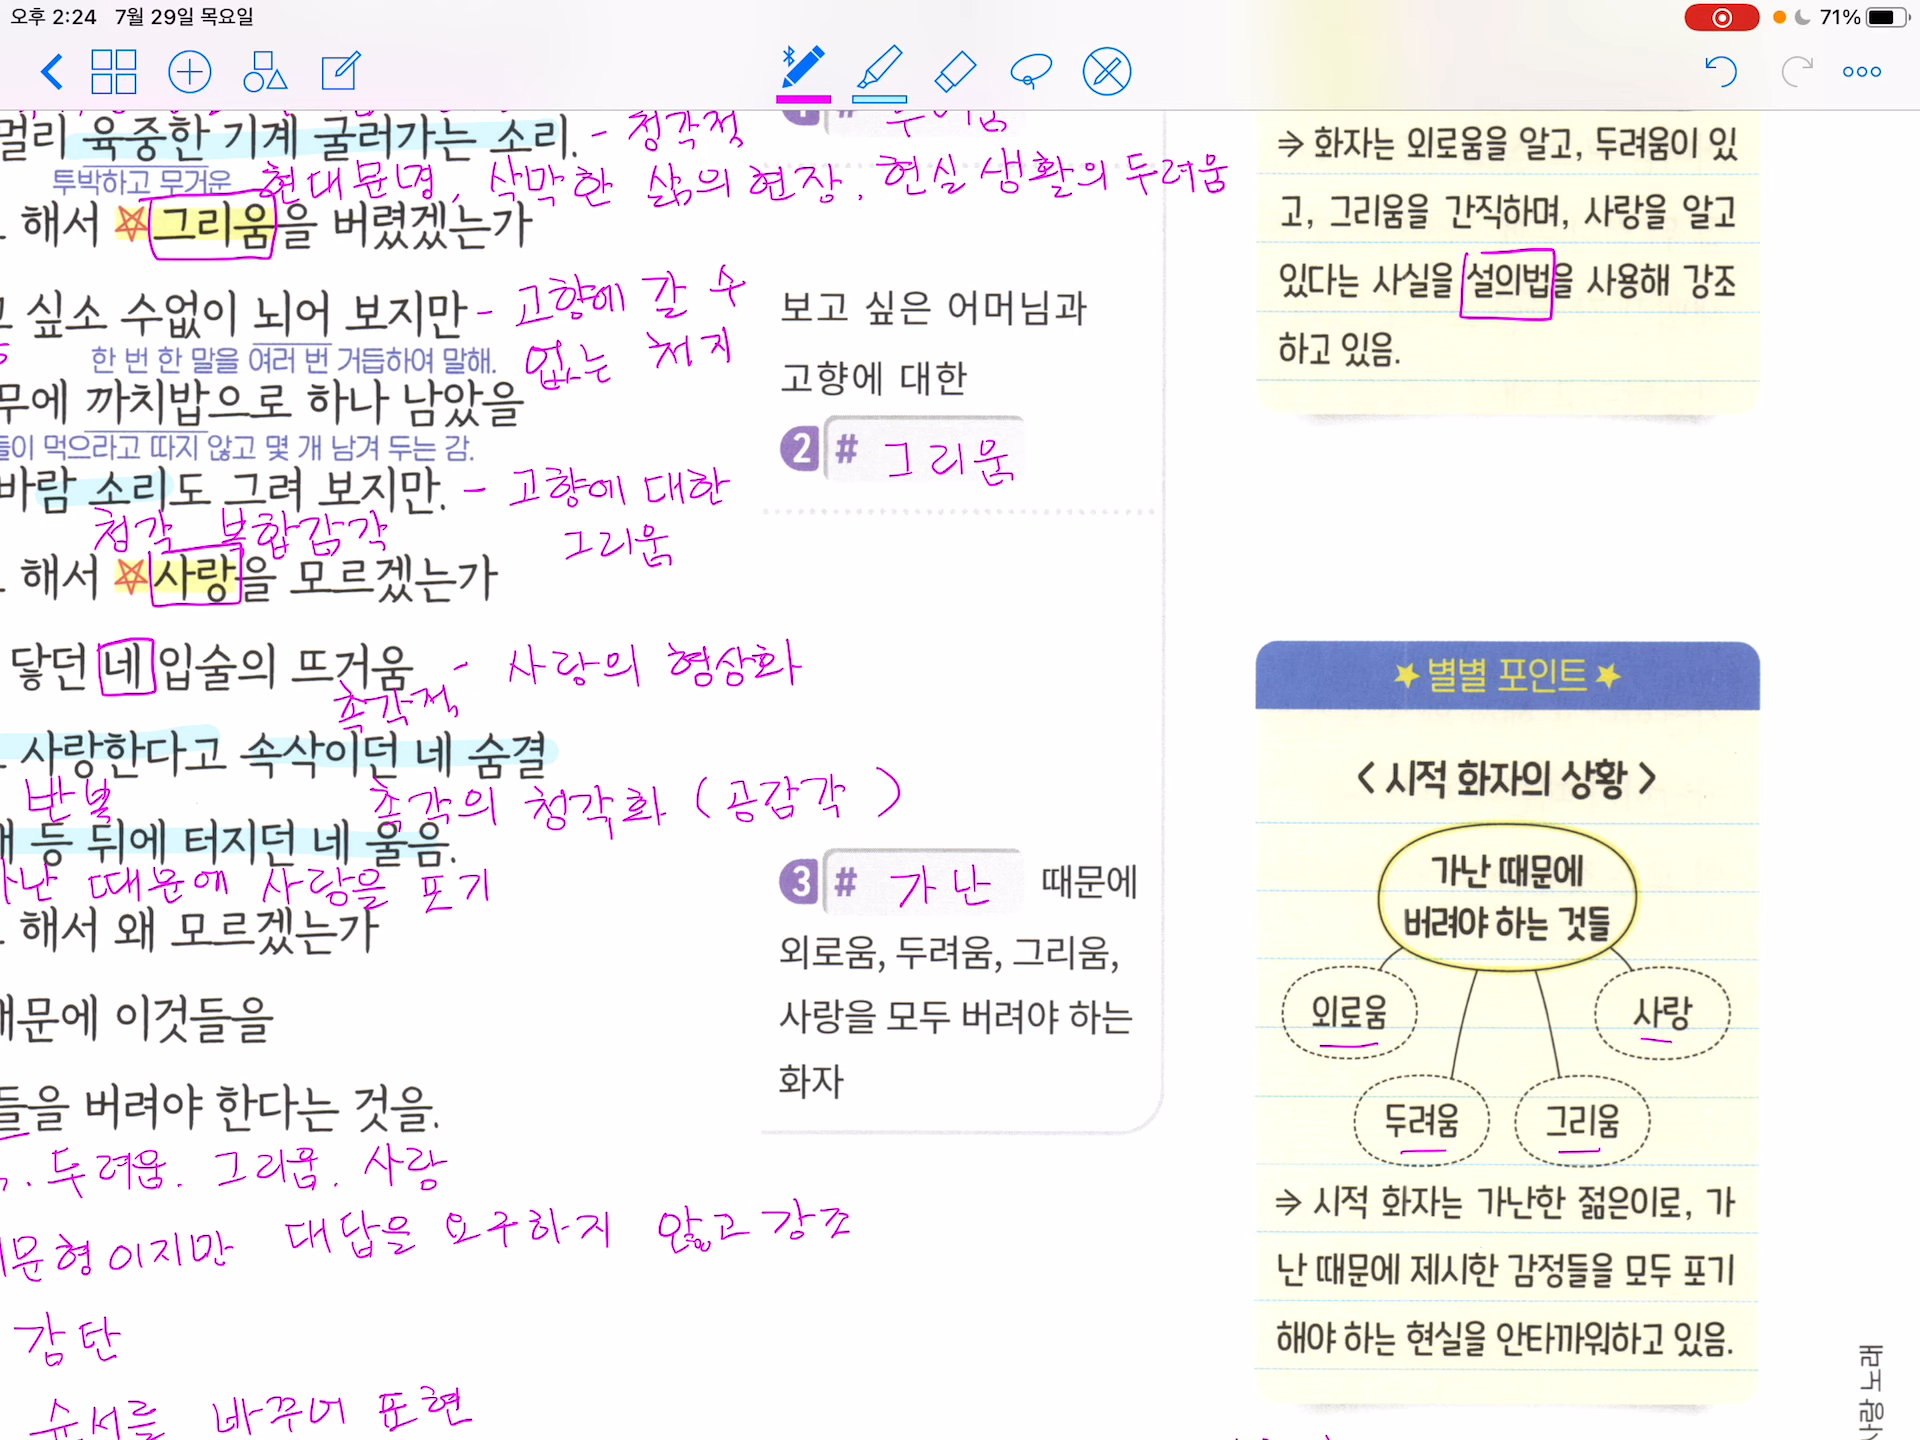 오후 2:24 7월 29일 목요일
71%
멀리 육중한 기계 굴러가는 소리. - 청각적
투박하고 무거운 현대문명, 삭막한 삶의 현장, 현실 생활의 두려움
해서 그리움을 버렸겠는가
싶소 수없이 뇌어 보지만 - 고향에 갈 수
한 번 한 말을 여러 번 거듭하여 말해. 없는 처지
까치밥으로 하나 남았을
먹으라고 따지 않고 몇 개 남겨 두는 감.
바람 소리도 그려 보지만. - 고향에 대한
청각 복합감각 그리움
해서 사랑을 모르겠는가
닿던 네 입술의 뜨거움 - 사랑의 형상화
촉각적
사랑한다고 속삭이던 네 숨결
반복 촉각의 청각화 (공감각)
등 뒤에 터지던 네 울음.
때문에 사랑을 포기
해서 왜 모르겠는가
이것들을
버려야 한다는 것을.
두려움. 그리움. 사랑
대답을 요구하지 않고 강조
감탄
순서를 바꾸어 표현
보고 싶은 어머님과
고향에 대한
2 # 그리움
3 # 가난 때문에
외로움, 두려움, 그리움,
사랑을 모두 버려야 하는
화자
⇒ 화자는 외로움을 알고, 두려움이 있
고, 그리움을 간직하며, 사랑을 알고
있다는 사실을 설의법을 사용해 강조
하고 있음.
★ 별별 포인트 ★
< 시적 화자의 상황 >
가난 때문에
버려야 하는 것들
외로움 사랑
두려움 그리움
⇒ 시적 화자는 가난한 젊은이로, 가
난 때문에 제시한 감정들을 모두 포기
해야 하는 현실을 안타까워하고 있음.
사랑 노래